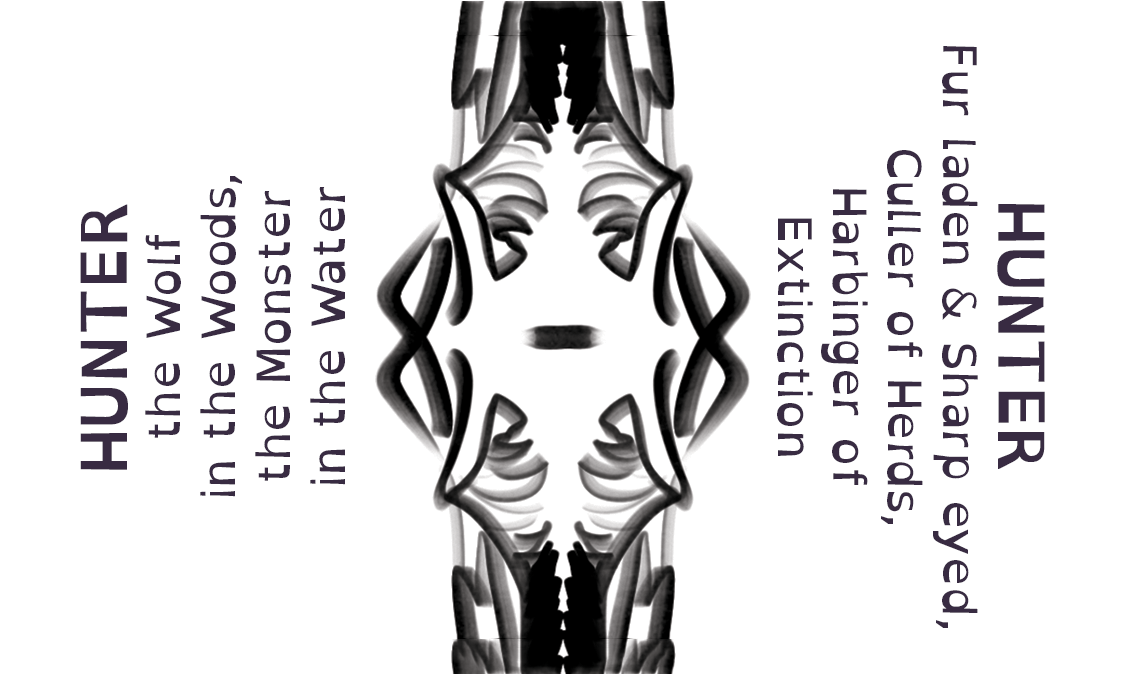 HUNTER
the Wolf
in the Woods,
the Monster
in the Water
HUNTER
Fur laden & Sharp eyed,
Culler of Herds,
Harbinger of
Extinction